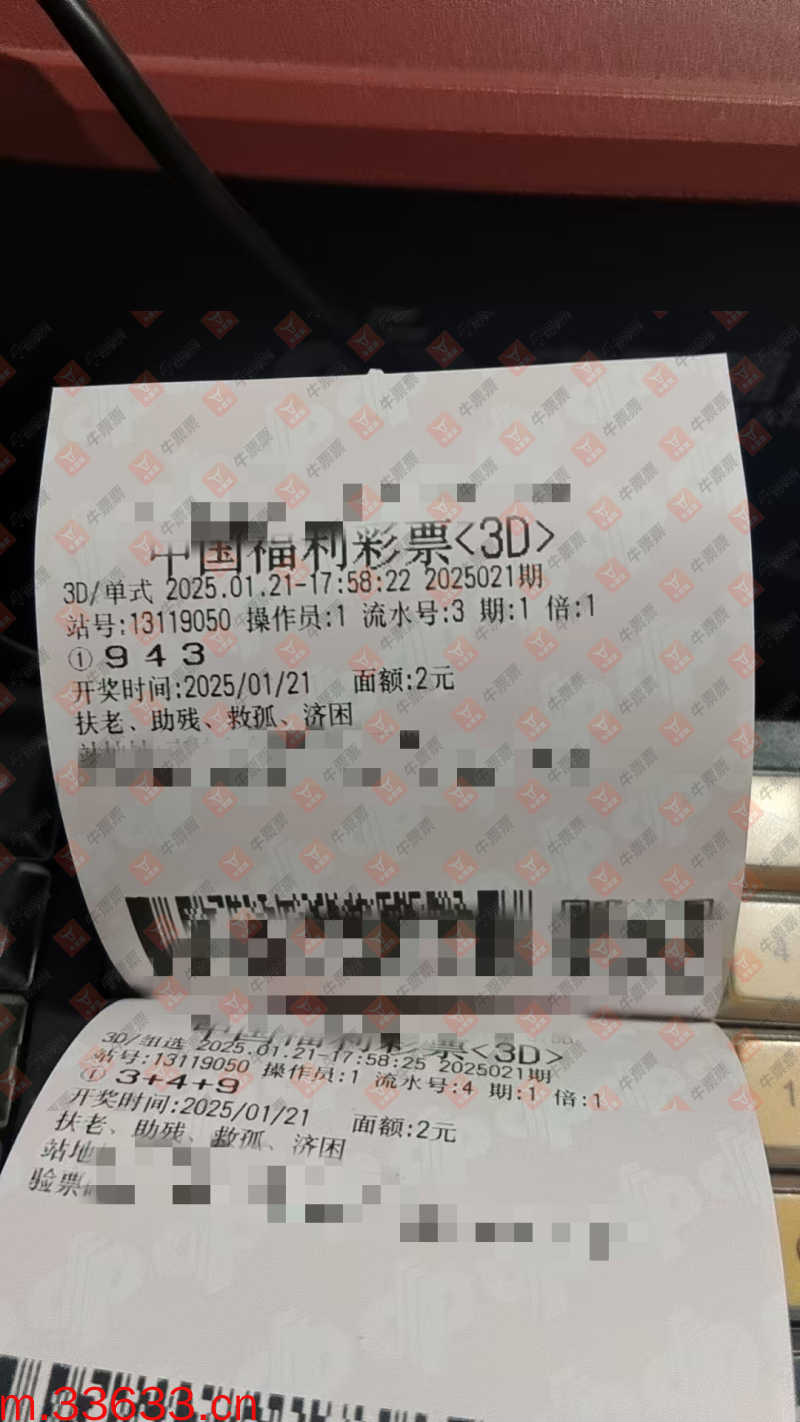 中国福利彩票<3D>
3D/单式 2025.01.21-17:58:22 2025021期
站号:13119050 操作员:1 流水号:3 期:1 倍:1
① 9 4 3
开奖时间:2025/01/21 面额:2元
扶老、助残、救孤、济困
中国福利彩票<3D>
3D/组选 2025.01.21-17:58:25 2025021期
站号:13119050 操作员:1 流水号:4 期:1 倍:1
① 3+4+9
开奖时间:2025/01/21 面额:2元
扶老、助残、救孤、济困
站地
验票
牛票票
m.33633.cn